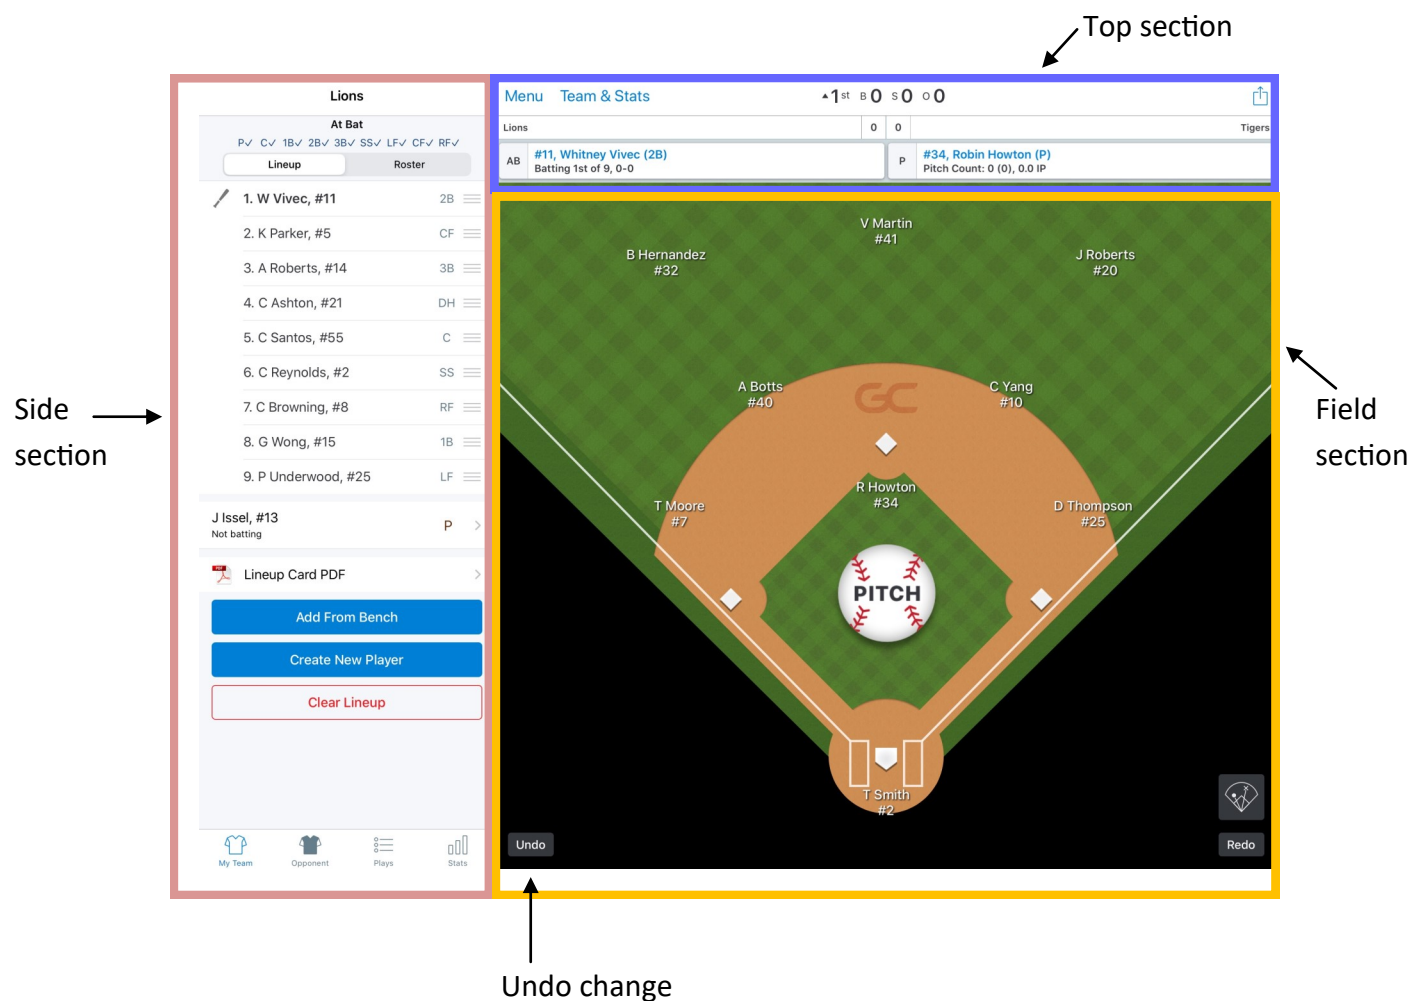 Top section
Lions
At Bat
P✓ C✓ 1B✓ 2B✓ 3B✓ SS✓ LF✓ CF✓ RF✓
Lineup Roster
1. W Vivec, #11 2B
2. K Parker, #5 CF
3. A Roberts, #14 3B
4. C Ashton, #21 DH
5. C Santos, #55 C
6. C Reynolds, #2 SS
7. C Browning, #8 RF
8. G Wong, #15 1B
9. P Underwood, #25 LF
J Issel, #13 P
Not batting
PDF
Lineup Card PDF
Add From Bench
Create New Player
Clear Lineup
My Team Opponent Plays Stats
Menu Team & Stats 1st B 0 S 0 O 0
Lions 0 0 Tigers
AB
#11, Whitney Vivec (2B)
Batting 1st of 9, 0-0
P
#34, Robin Howton (P)
Pitch Count: 0 (0), 0.0 IP
V Martin
#41
B Hernandez
#32
J Roberts
#20
A Botts
#40
GC
C Yang
#10
R Howton
#34
T Moore
#7
D Thompson
#25
PITCH
T Smith
#2
Undo
Redo
Side
section
Field
section
Undo change